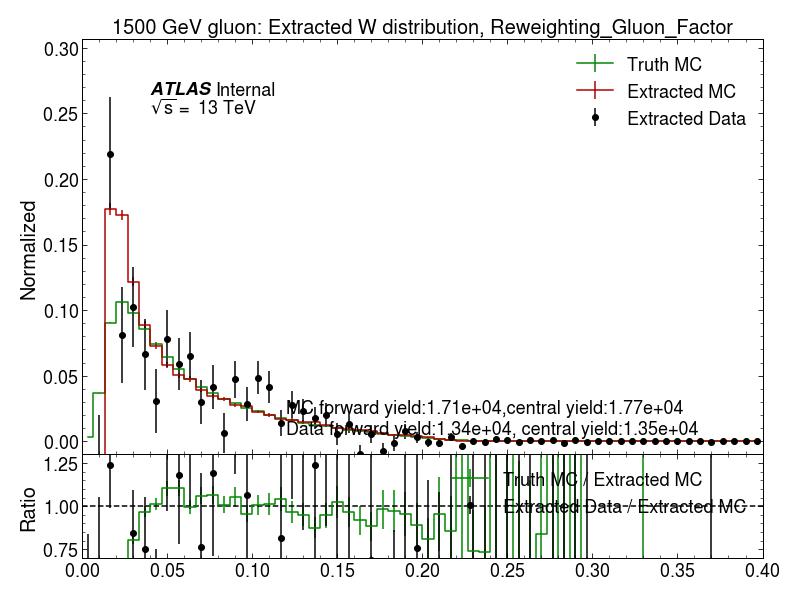 1500 GeV gluon: Extracted W distribution, Reweighting_Gluon_Factor
0.30
0.25
0.20
0.15
0.10
0.05
0.00
Normalized
ATLAS Internal
√s = 13 TeV
Truth MC
Extracted MC
Extracted Data
MC forward yield:1.71e+04,central yield:1.77e+04
Data forward yield:1.34e+04, central yield:1.35e+04
1.25
1.00
0.75
Ratio
Truth MC / Extracted MC
Extracted Data / Extracted MC
0.00 0.05 0.10 0.15 0.20 0.25 0.30 0.35 0.40